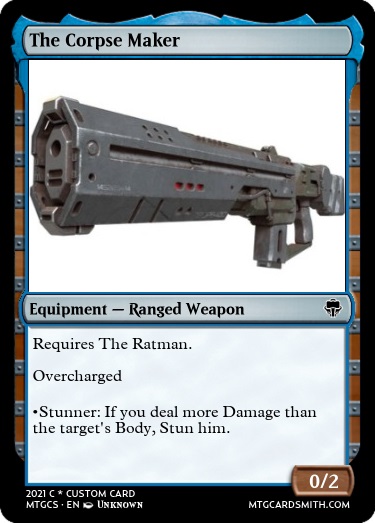 The Corpse Maker
Equipment — Ranged Weapon
Requires The Ratman.
Overcharged
•Stunner: If you deal more Damage than
the target's Body, Stun him.
0/2
2021 C * CUSTOM CARD
MTGCS · EN Unknown
MTGCARDSMITH.COM